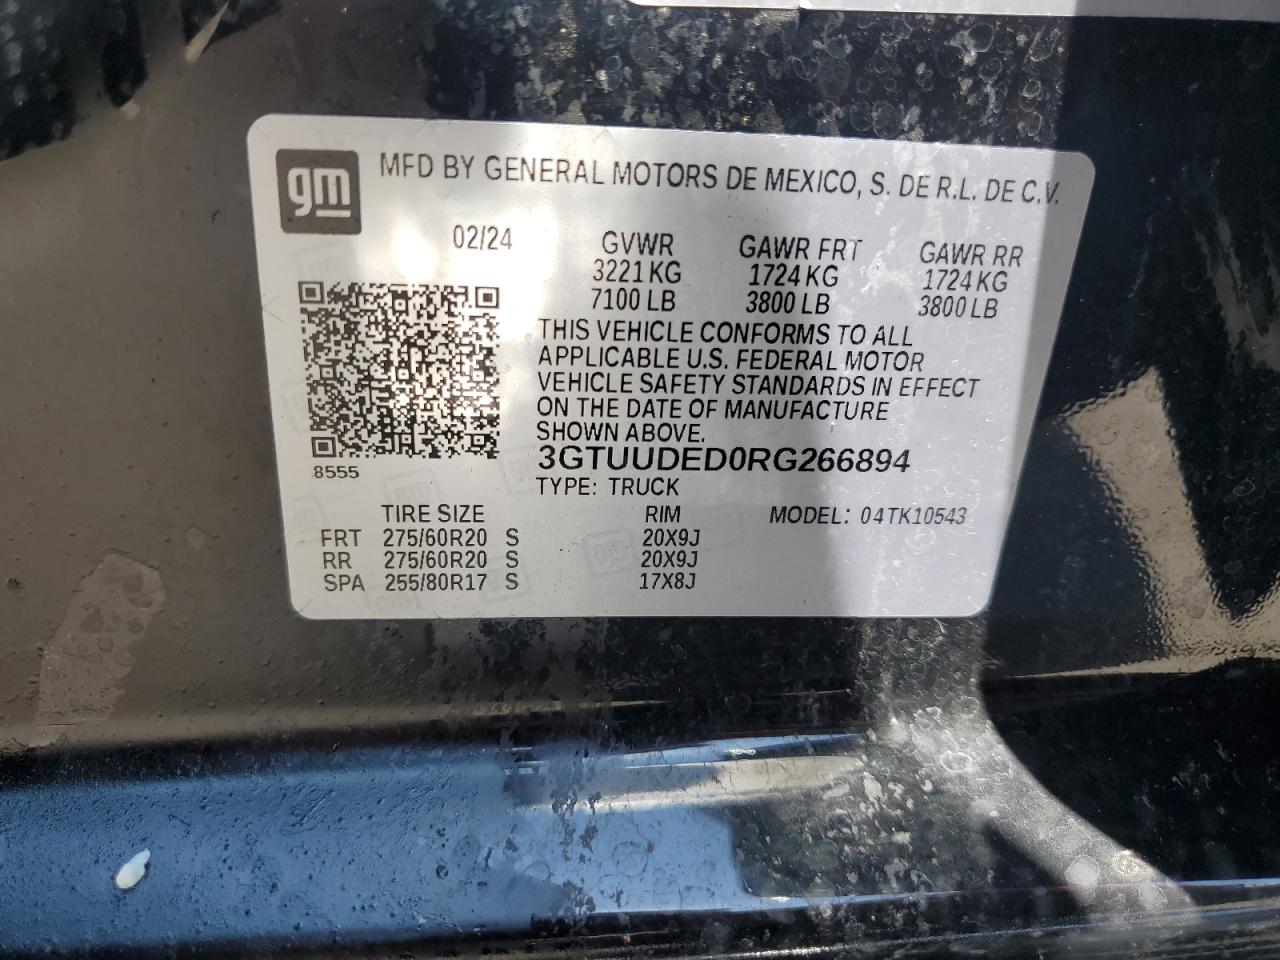 gm
MFD BY GENERAL MOTORS DE MEXICO, S. DE R.L. DE C.V.
02/24 GVWR GAWR FRT GAWR RR
3221 KG 1724 KG 1724 KG
7100 LB 3800 LB 3800 LB
THIS VEHICLE CONFORMS TO ALL
APPLICABLE U.S. FEDERAL MOTOR
VEHICLE SAFETY STANDARDS IN EFFECT
ON THE DATE OF MANUFACTURE
SHOWN ABOVE.
8555 3GTUUDED0RG266894
TYPE: TRUCK
TIRE SIZE RIM MODEL: 04TK10543
FRT 275/60R20 S 20X9J
RR 275/60R20 S 20X9J
SPA 255/80R17 S 17X8J